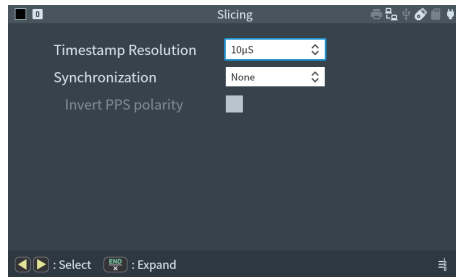 0 Slicing
Timestamp Resolution 10µS
Synchronization None
Invert PPS polarity
: Select END × : Expand